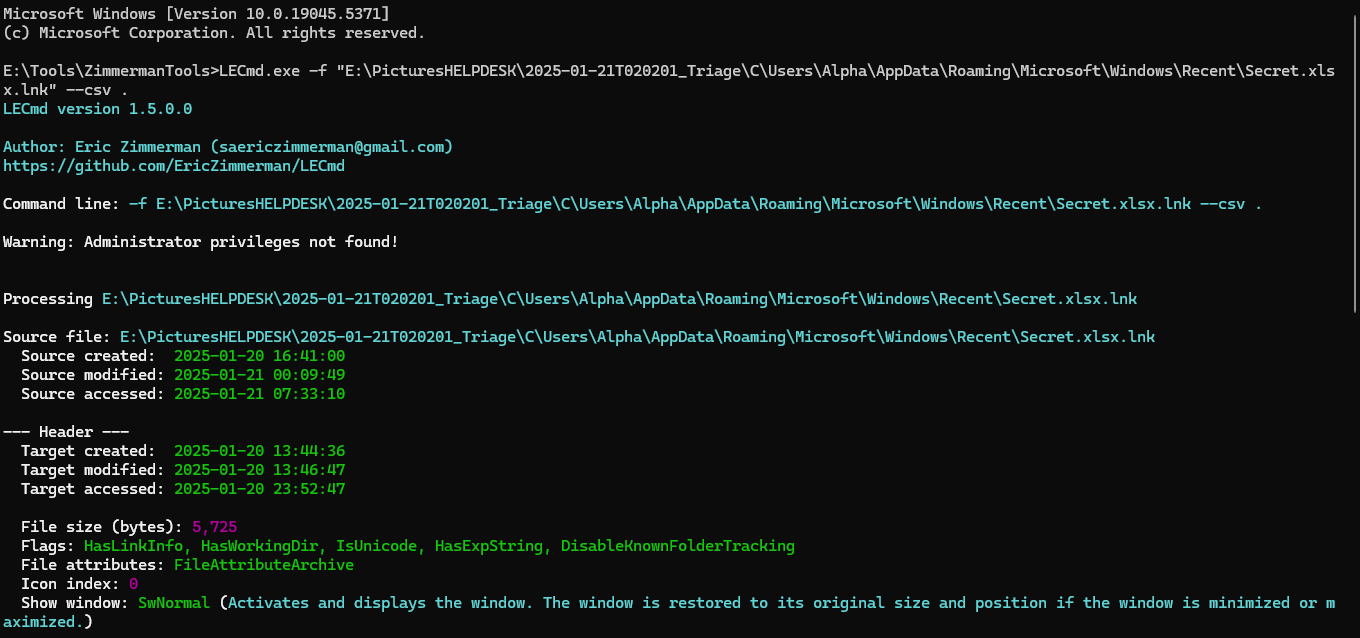 Microsoft Windows [Version 10.0.19045.5371]
(c) Microsoft Corporation. All rights reserved.
E:\Tools\ZimmermanTools>LECmd.exe -f "E:\PicturesHELPDESK\2025-01-21T020201_Triage\C\Users\Alpha\AppData\Roaming\Microsoft\Windows\Recent\Secret.xls
x.lnk" --csv .
LECmd version 1.5.0.0
Author: Eric Zimmerman (saericzimmerman@gmail.com)
https://github.com/EricZimmerman/LECmd
Command line: -f E:\PicturesHELPDESK\2025-01-21T020201_Triage\C\Users\Alpha\AppData\Roaming\Microsoft\Windows\Recent\Secret.xlsx.lnk --csv .
Warning: Administrator privileges not found!
Processing E:\PicturesHELPDESK\2025-01-21T020201_Triage\C\Users\Alpha\AppData\Roaming\Microsoft\Windows\Recent\Secret.xlsx.lnk
Source file: E:\PicturesHELPDESK\2025-01-21T020201_Triage\C\Users\Alpha\AppData\Roaming\Microsoft\Windows\Recent\Secret.xlsx.lnk
  Source created:  2025-01-20 16:41:00
  Source modified: 2025-01-21 00:09:49
  Source accessed: 2025-01-21 07:33:10
--- Header ---
  Target created:  2025-01-20 13:44:36
  Target modified: 2025-01-20 13:46:47
  Target accessed: 2025-01-20 23:52:47
  File size (bytes): 5,725
  Flags: HasLinkInfo, HasWorkingDir, IsUnicode, HasExpString, DisableKnownFolderTracking
  File attributes: FileAttributeArchive
  Icon index: 0
  Show window: SwNormal (Activates and displays the window. The window is restored to its original size and position if the window is minimized or m
aximized.)